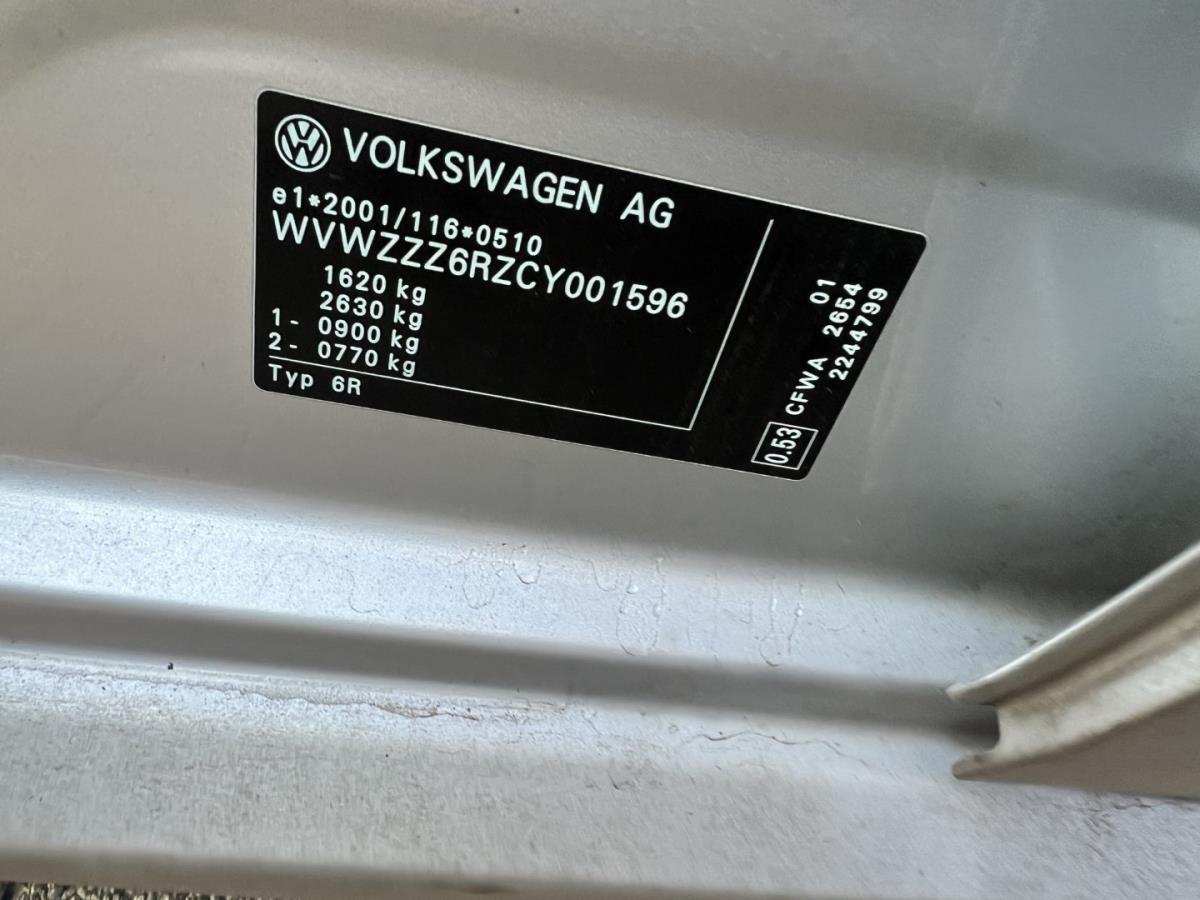 VOLKSWAGEN AG
e1*2001/116*0510
WVWZZZ6RZCY001596
1620 kg
2630 kg
1- 0900 kg
2- 0770 kg
Typ 6R
01
0.53 CFWA 2654
2244799